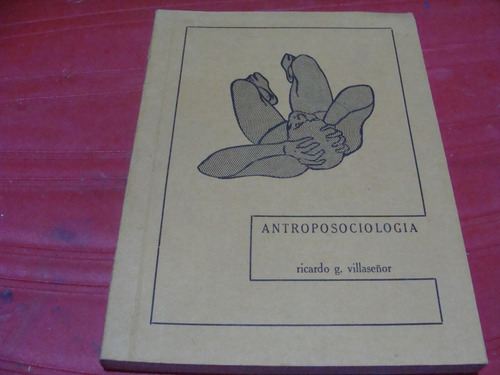 ANTROPOSOCIOLOGIA
ricardo g. villaseñor